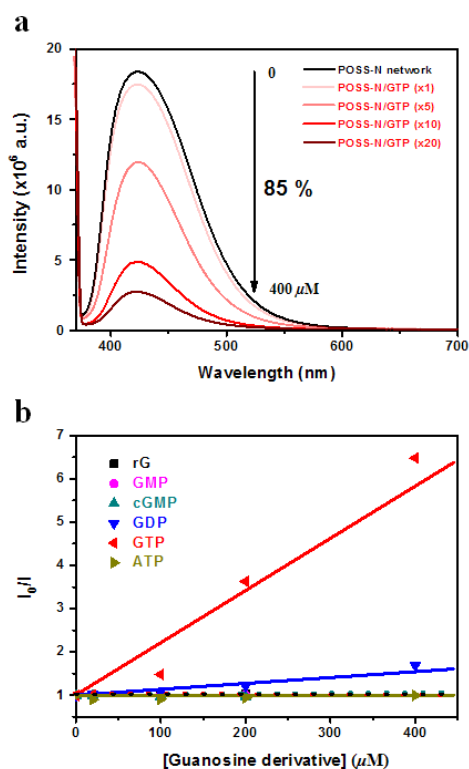 a
20
15
10
5
0
Intensity (x10⁶ a.u.)
POSS-N network
POSS-N/GTP (x1)
POSS-N/GTP (x5)
POSS-N/GTP (x10)
POSS-N/GTP (x20)
0
85 %
400 μM
400 500 600 700
Wavelength (nm)
b
7
6
5
4
3
2
1
0
I₀/I
rG
GMP
cGMP
GDP
GTP
ATP
0 100 200 300 400
[Guanosine derivative] (μM)